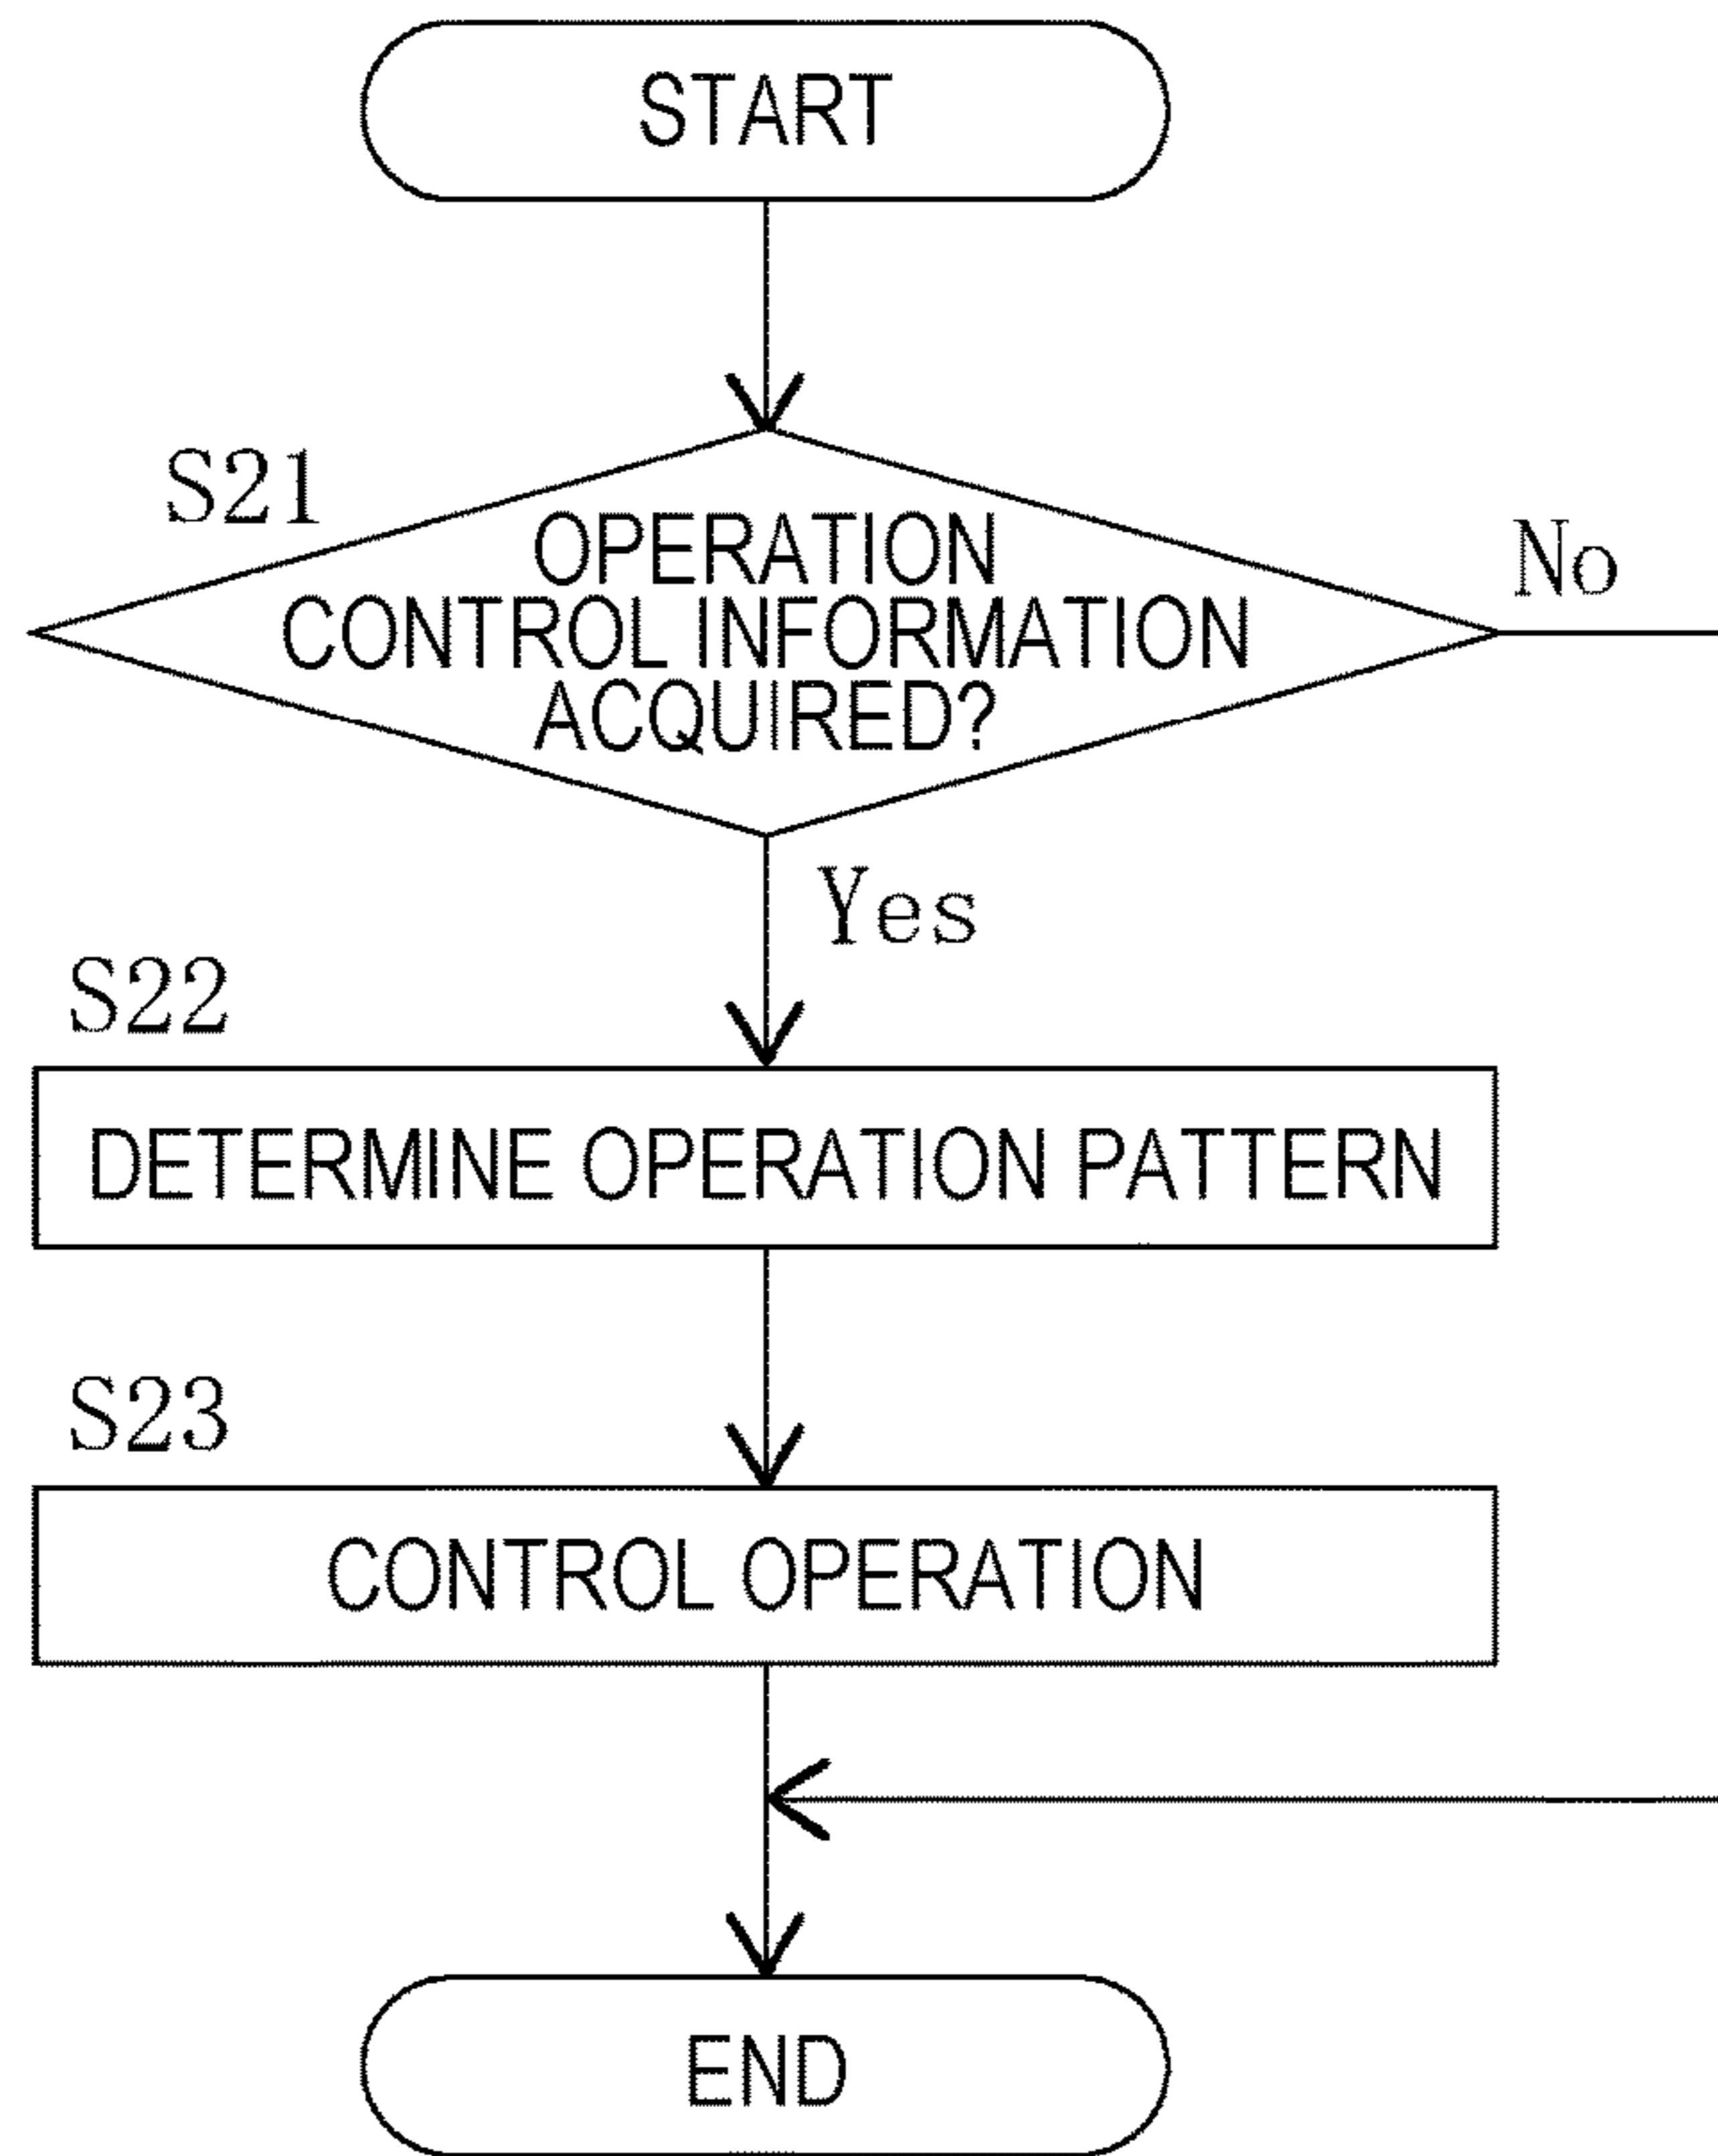 START
S21
OPERATION
CONTROL INFORMATION
ACQUIRED?
No
Yes
S22
DETERMINE OPERATION PATTERN
S23
CONTROL OPERATION
END